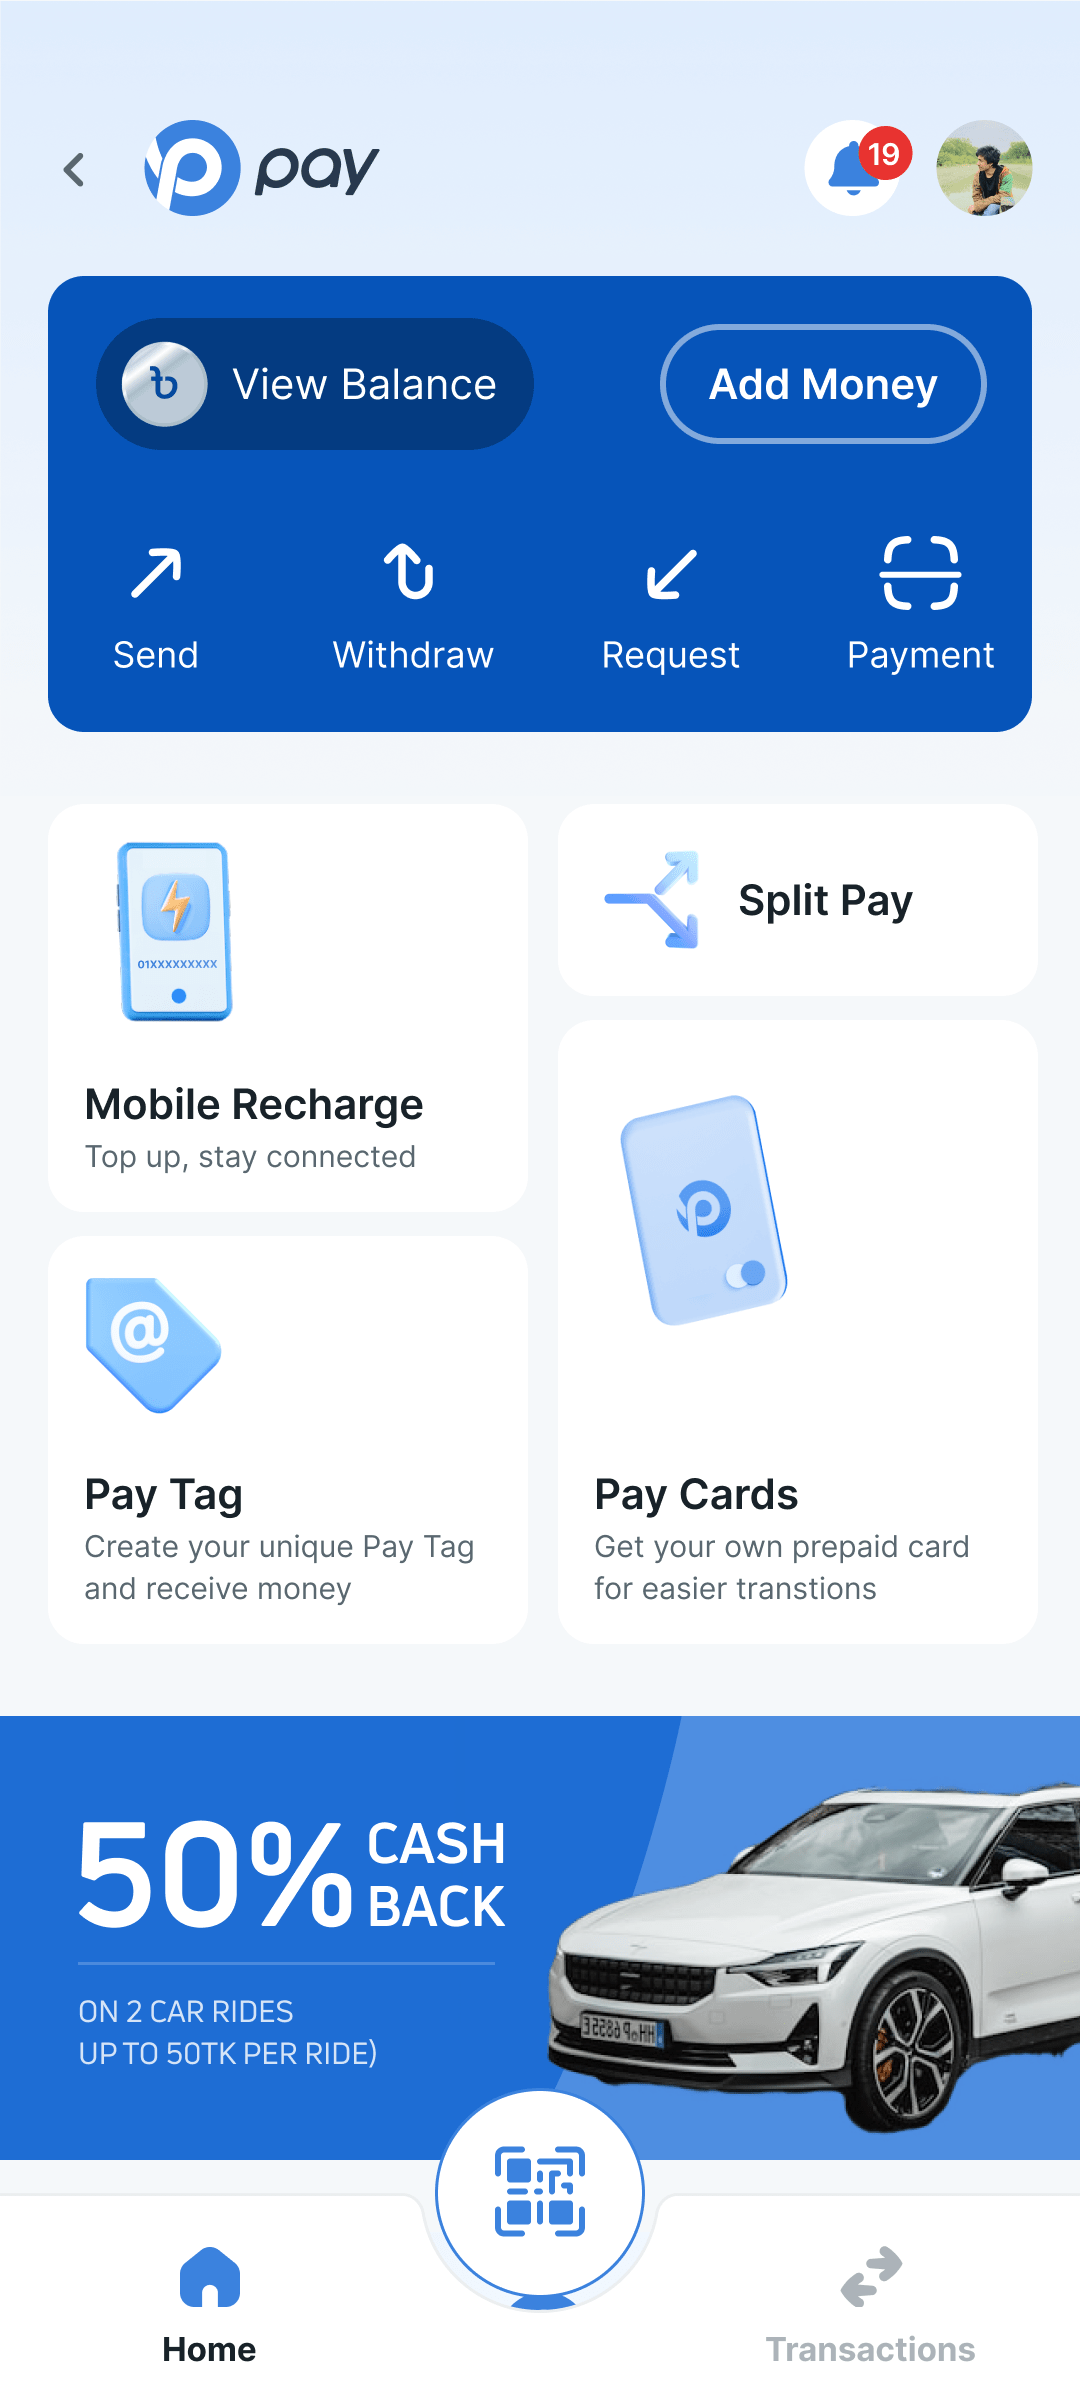 pay
19
৳
View Balance
Add Money
Send
Withdraw
Request
Payment
01XXXXXXXXX
Mobile Recharge
Top up, stay connected
Split Pay
@
Pay Tag
Create your unique Pay Tag
and receive money
Pay Cards
Get your own prepaid card
for easier transtions
50% CASH
BACK
ON 2 CAR RIDES
UP TO 50TK PER RIDE)
Home
Transactions